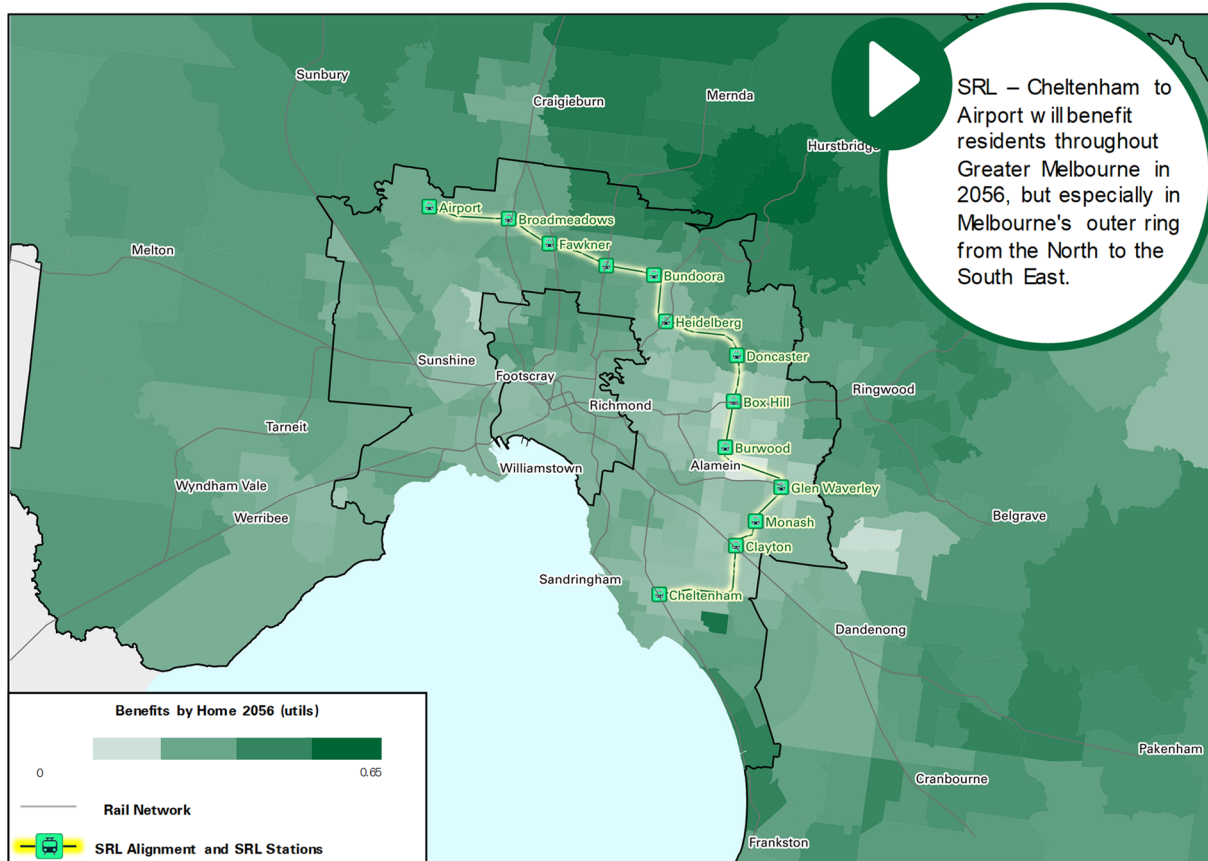 SRL – Cheltenham to
Airport will benefit
residents throughout
Greater Melbourne in
2056, but especially in
Melbourne's outer ring
from the North to the
South East.
Sunbury
Craigieburn
Mernda
Hurstbridge
Airport
Broadmeadows
Fawkner
Melton
Bundoora
Heidelberg
Doncaster
Sunshine
Footscray
Ringwood
Richmond
Box Hill
Tarneit
Burwood
Williamstown
Alamein
Wyndham Vale
Glen Waverley
Werribee
Monash
Belgrave
Clayton
Sandringham
Cheltenham
Dandenong
Pakenham
Cranbourne
Frankston
Benefits by Home 2056 (utils)
0
0.65
Rail Network
SRL Alignment and SRL Stations